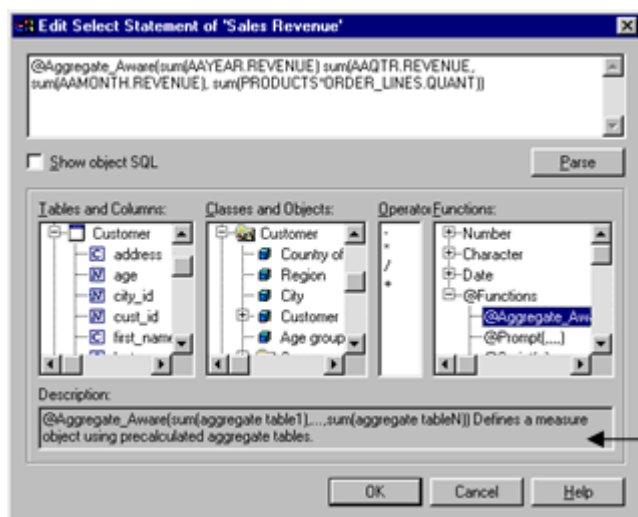 Edit Select Statement of 'Sales Revenue'
@Aggregate_Aware(sum(AAYEAR.REVENUE) sum(AAQTR.REVENUE,
sum(AAMONTH.REVENUE), sum(PRODUCTS*ORDER_LINES.QUANT))
Show object SQL
Parse
Tables and Columns:
Classes and Objects:
Operator
Functions:
Customer
address
age
city_id
cust_id
first_name
Customer
Country of
Region
City
Customer
Age group
-
*
/
*
Number
Character
Date
@Functions
@Aggregate_Aw
@Prompt(,,,,)
Description:
@Aggregate_Aware(sum(aggregate table1),...,sum(aggregate tableN)) Defines a measure
object using precalculated aggregate tables.
OK
Cancel
Help